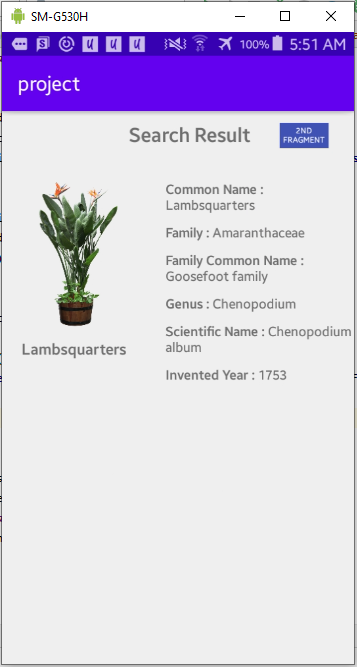 SM-G530H
100% 5:51 AM
project
Search Result
2ND
FRAGMENT
Common Name :
Lambsquarters
Family : Amaranthaceae
Family Common Name :
Goosefoot family
Genus : Chenopodium
Scientific Name : Chenopodium
album
Invented Year : 1753
Lambsquarters